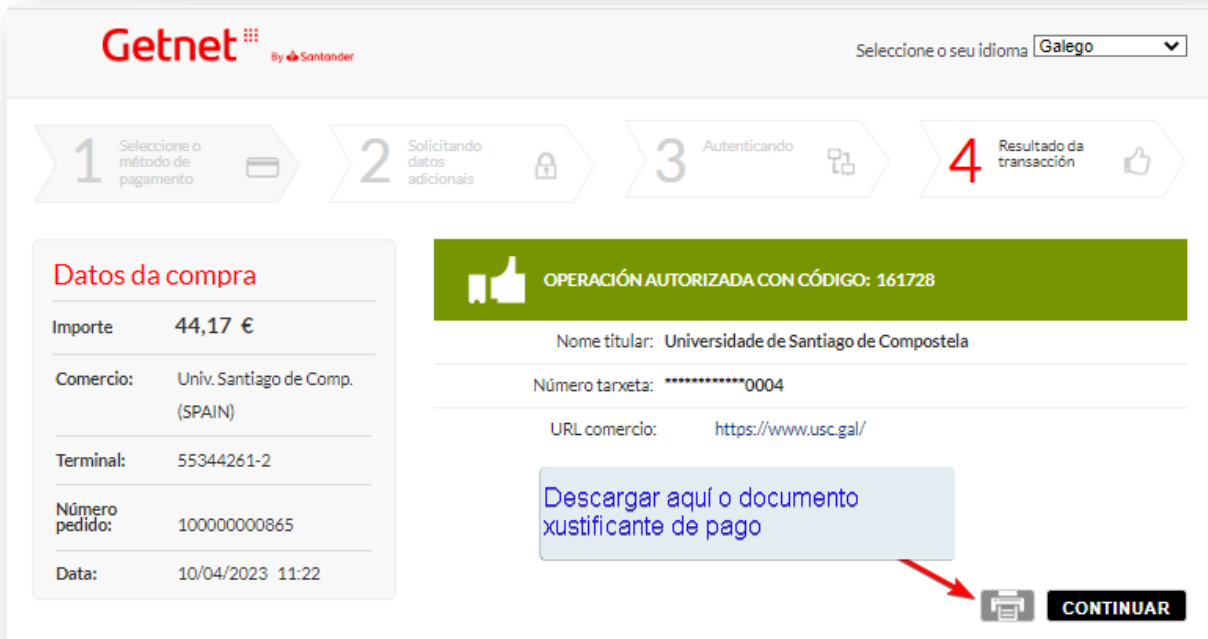 Getnet By Santander
Seleccione o seu idioma Galego
1 Seleccione o
método de
pagamento
2 Solicitando
datos
adicionais
3 Autenticando
4 Resultado da
transacción
Datos da compra
Importe 44,17 €
Comercio: Univ. Santiago de Comp.
(SPAIN)
Terminal: 55344261-2
Número
pedido: 100000000865
Data: 10/04/2023 11:22
OPERACIÓN AUTORIZADA CON CÓDIGO: 161728
Nome titular: Universidade de Santiago de Compostela
Número tarxeta: ************0004
URL comercio: https://www.usc.gal/
Descargar aquí o documento
xustificante de pago
CONTINUAR